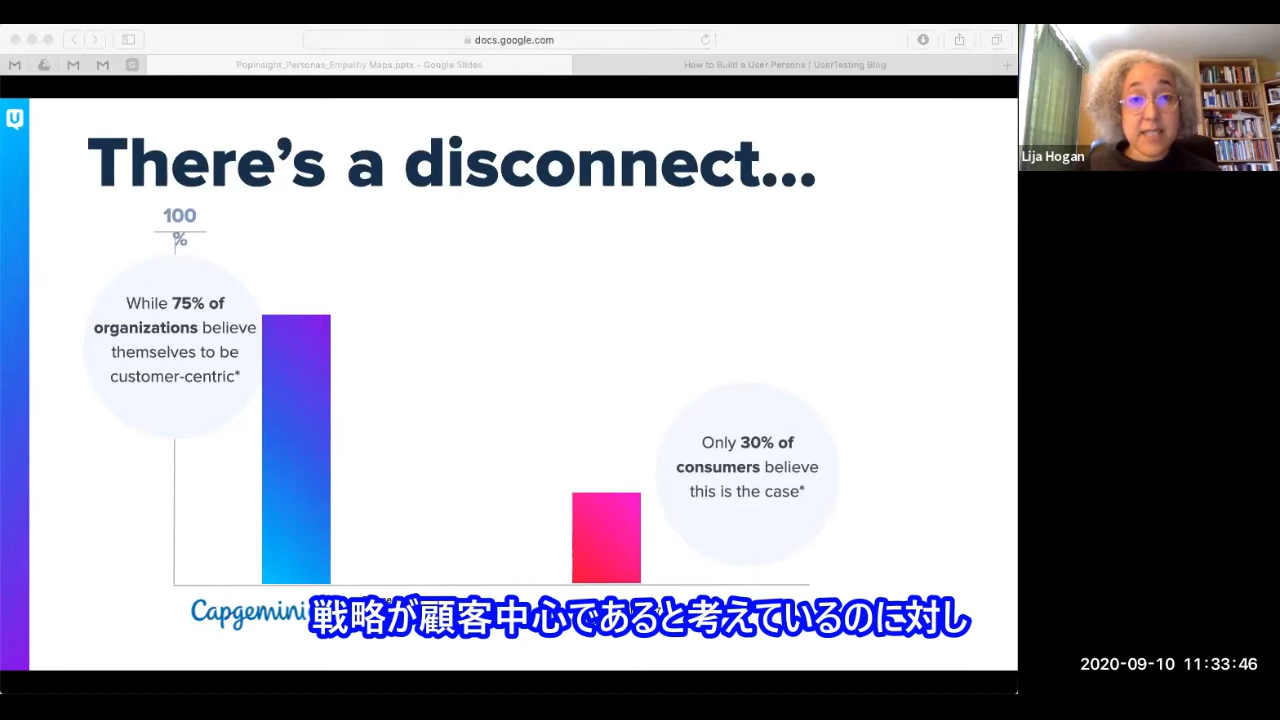 docs.google.com
PopInsight_Personas_Empathy Maps.pptx - Google Slides
How to Build a User Persona | UserTesting Blog
Lija Hogan
U
There's a disconnect...
100
%
While 75% of
organizations believe
themselves to be
customer-centric*
Only 30% of
consumers believe
this is the case*
Capgemini
戦略が顧客中心であると考えているのに対し
2020-09-10 11:33:46